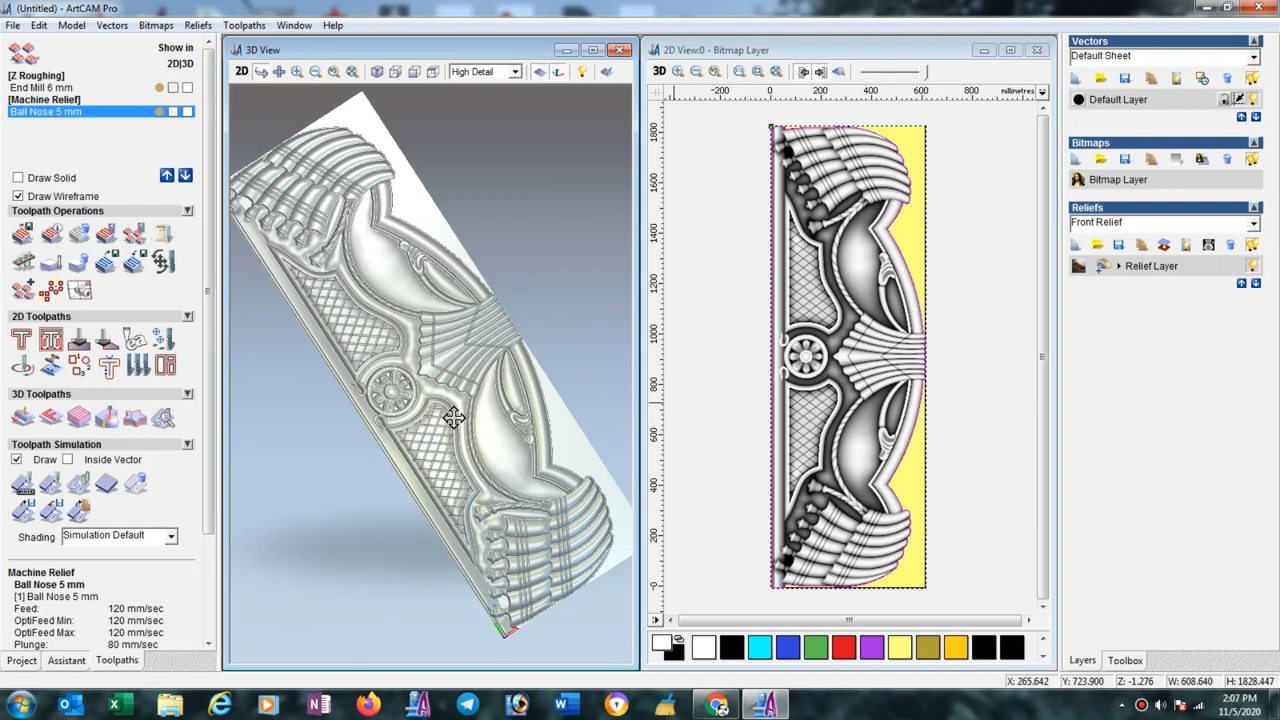 (Untitled) - ArtCAM Pro
File Edit Model Vectors Bitmaps Reliefs Toolpaths Window Help
Show in
2D|3D
[Z Roughing]
End Mill 6 mm
[Machine Relief]
Ball Nose 5 mm
Draw Solid
Draw Wireframe
Toolpath Operations
2D Toolpaths
3D Toolpaths
Toolpath Simulation
Draw Inside Vector
Shading Simulation Default
Machine Relief
Ball Nose 5 mm
[1] Ball Nose 5 mm
Feed: 120 mm/sec
OptiFeed Min: 120 mm/sec
OptiFeed Max: 120 mm/sec
Plunge: 80 mm/sec
Project Assistant Toolpaths
3D View
2D High Detail
2D View:0 - Bitmap Layer
3D
-200 0 200 400 600 800 millimetres
1800
1600
1400
1200
1000
800
600
400
200
0
Vectors
Default Sheet
Default Layer
Bitmaps
Bitmap Layer
Reliefs
Front Relief
Relief Layer
Layers Toolbox
X: 265.642 Y: 723.900 Z: -1.276 W: 608.640 H: 1828.447
2:07 PM
11/5/2020